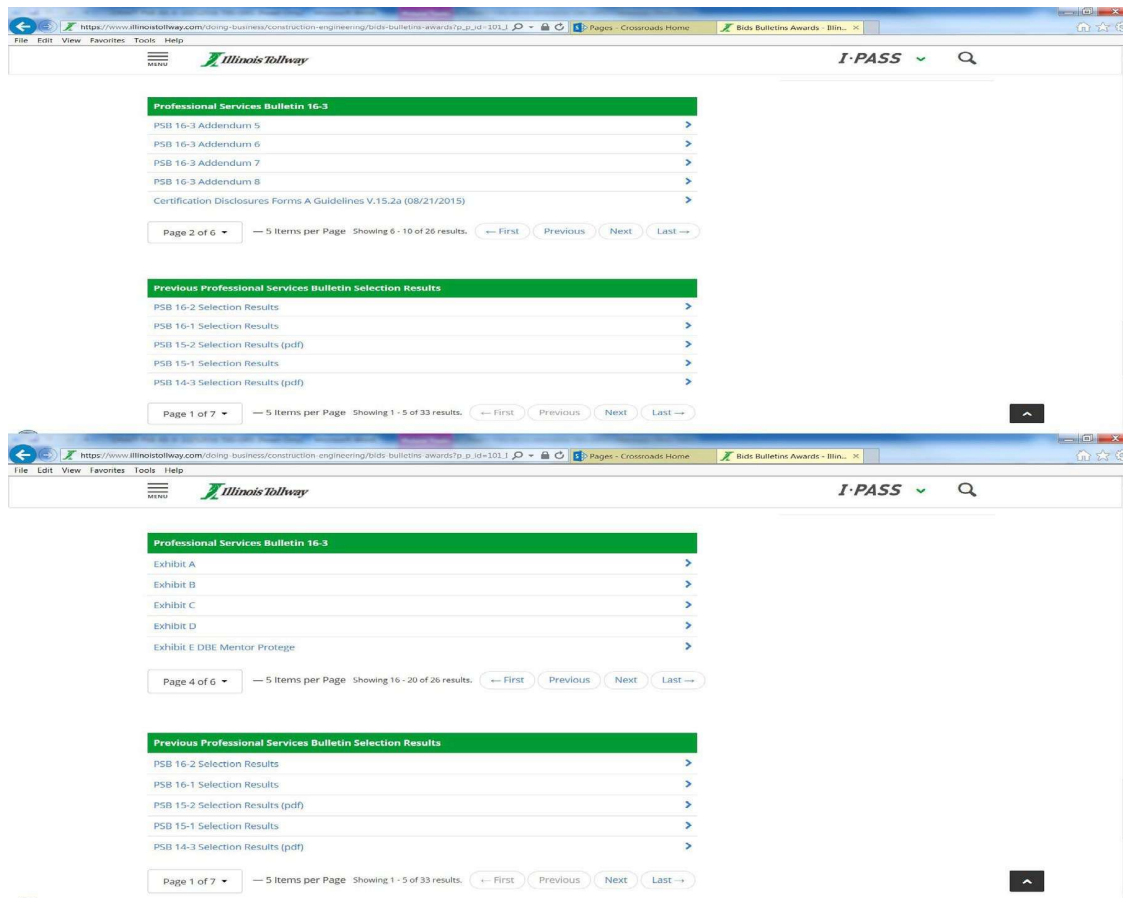 https://www.illinoistollway.com/doing-business/construction-engineering/bids-bulletins-awards?p_p_id=101_I
Pages - Crossroads Home
Bids Bulletins Awards - Illin...
File Edit View Favorites Tools Help
MENU
Illinois Tollway
I·PASS
Professional Services Bulletin 16-3
PSB 16-3 Addendum 5
PSB 16-3 Addendum 6
PSB 16-3 Addendum 7
PSB 16-3 Addendum 8
Certification Disclosures Forms A Guidelines V.15.2a (08/21/2015)
Page 2 of 6 — 5 Items per Page Showing 6 - 10 of 26 results. ← First Previous Next Last →
Previous Professional Services Bulletin Selection Results
PSB 16-2 Selection Results
PSB 16-1 Selection Results
PSB 15-2 Selection Results (pdf)
PSB 15-1 Selection Results
PSB 14-3 Selection Results (pdf)
Page 1 of 7 — 5 Items per Page Showing 1 - 5 of 33 results. ← First Previous Next Last →
https://www.illinoistollway.com/doing-business/construction-engineering/bids-bulletins-awards?p_p_id=101_I
Pages - Crossroads Home
Bids Bulletins Awards - Illin...
File Edit View Favorites Tools Help
MENU
Illinois Tollway
I·PASS
Professional Services Bulletin 16-3
Exhibit A
Exhibit B
Exhibit C
Exhibit D
Exhibit E DBE Mentor Protege
Page 4 of 6 — 5 Items per Page Showing 16 - 20 of 26 results. ← First Previous Next Last →
Previous Professional Services Bulletin Selection Results
PSB 16-2 Selection Results
PSB 16-1 Selection Results
PSB 15-2 Selection Results (pdf)
PSB 15-1 Selection Results
PSB 14-3 Selection Results (pdf)
Page 1 of 7 — 5 Items per Page Showing 1 - 5 of 33 results. ← First Previous Next Last →